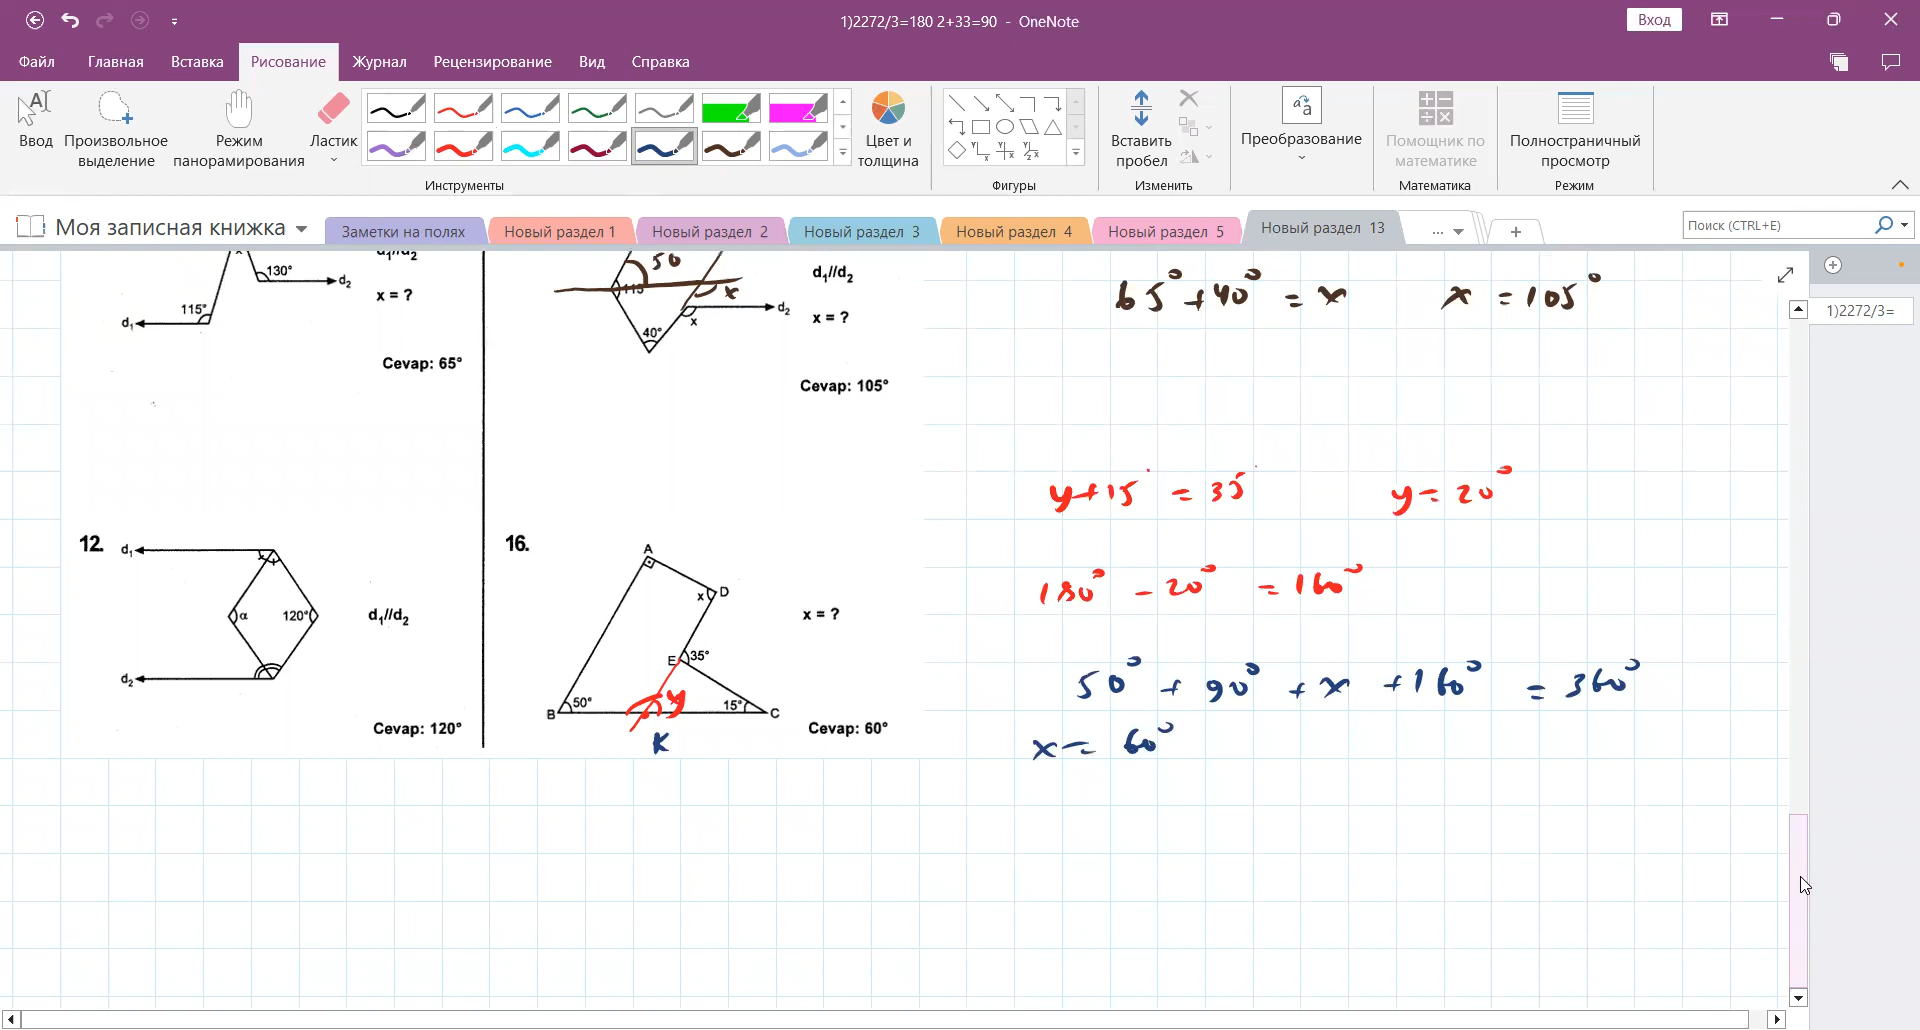 1)2272/3=180 2+33=90 - OneNote
Вход
Файл Главная Вставка Рисование Журнал Рецензирование Вид Справка
Ввод
Произвольное выделение
Режим панорамирования
Ластик
Цвет и толщина
Вставить пробел
Преобразование
Помощник по математике
Полностраничный просмотр
Инструменты Фигуры Изменить Математика Режим
Моя записная книжка
Заметки на полях Новый раздел 1 Новый раздел 2 Новый раздел 3 Новый раздел 4 Новый раздел 5 Новый раздел 13 ...
Поиск (CTRL+E)
1)2272/3=
d₁//d₂
130° d₂
x = ?
115°
d₁
Cevap: 65°
50
115°
x
d₁//d₂
d₂
x
x = ?
40°
Cevap: 105°
65° + 40° = x x = 105°
12.
d₁
x
α 120°
d₁//d₂
d₂
Cevap: 120°
16.
A
x D
x = ?
E 35°
B 50° y 15° C
K
Cevap: 60°
y + 15 = 35 y = 20°
180° - 20° = 160°
50° + 90° + x + 160° = 360°
x = 60°